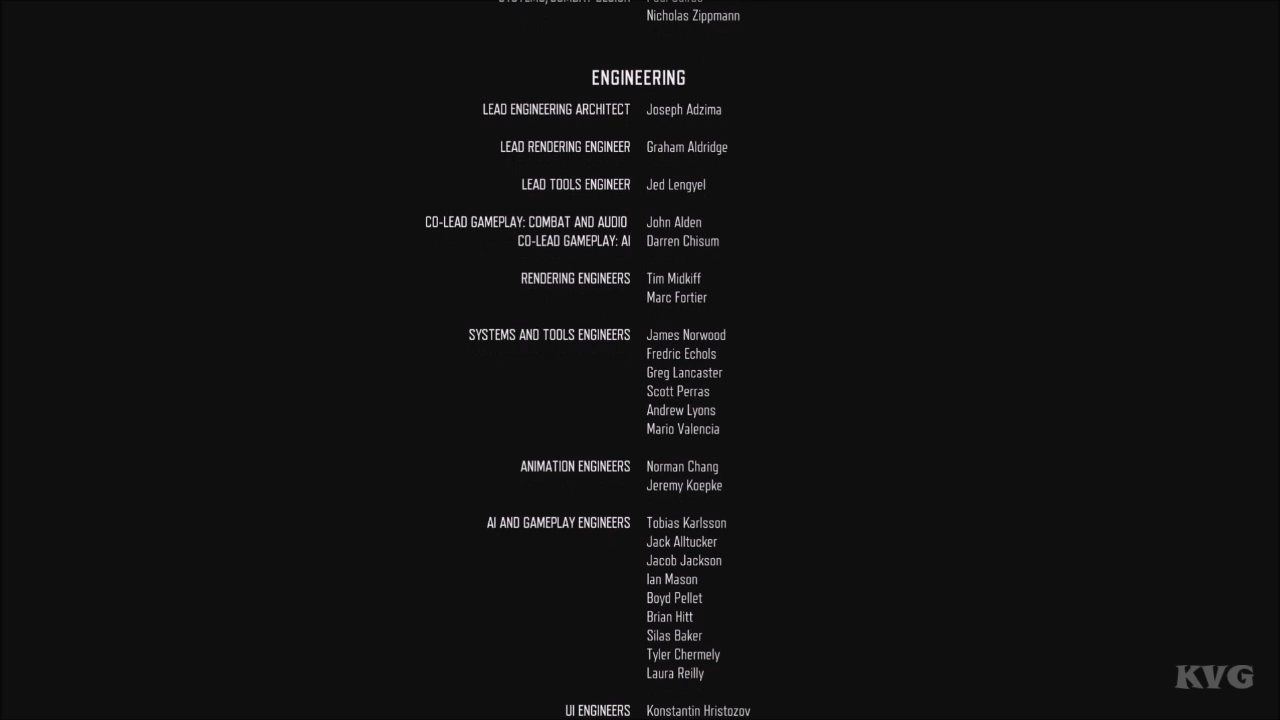 Nicholas Zippmann
ENGINEERING
LEAD ENGINEERING ARCHITECT Joseph Adzima
LEAD RENDERING ENGINEER Graham Aldridge
LEAD TOOLS ENGINEER Jed Lengyel
CO-LEAD GAMEPLAY: COMBAT AND AUDIO John Alden
CO-LEAD GAMEPLAY: AI Darren Chisum
RENDERING ENGINEERS Tim Midkiff
Marc Fortier
SYSTEMS AND TOOLS ENGINEERS James Norwood
Fredric Echols
Greg Lancaster
Scott Perras
Andrew Lyons
Mario Valencia
ANIMATION ENGINEERS Norman Chang
Jeremy Koepke
AI AND GAMEPLAY ENGINEERS Tobias Karlsson
Jack Alltucker
Jacob Jackson
Ian Mason
Boyd Pellet
Brian Hitt
Silas Baker
Tyler Chermely
Laura Reilly
KVG
UI ENGINEERS Konstantin Hristozov